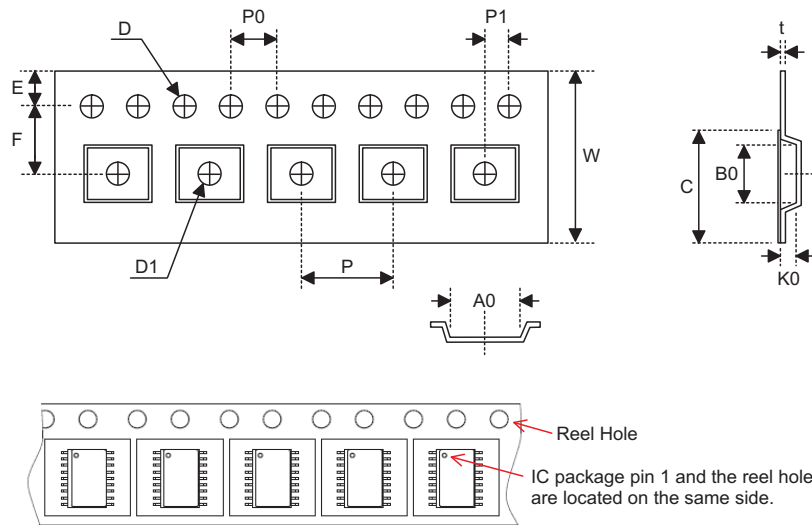 D
P0
P1
t
E
F
W
C
B0
D1
P
K0
A0
Reel Hole
IC package pin 1 and the reel hole
are located on the same side.